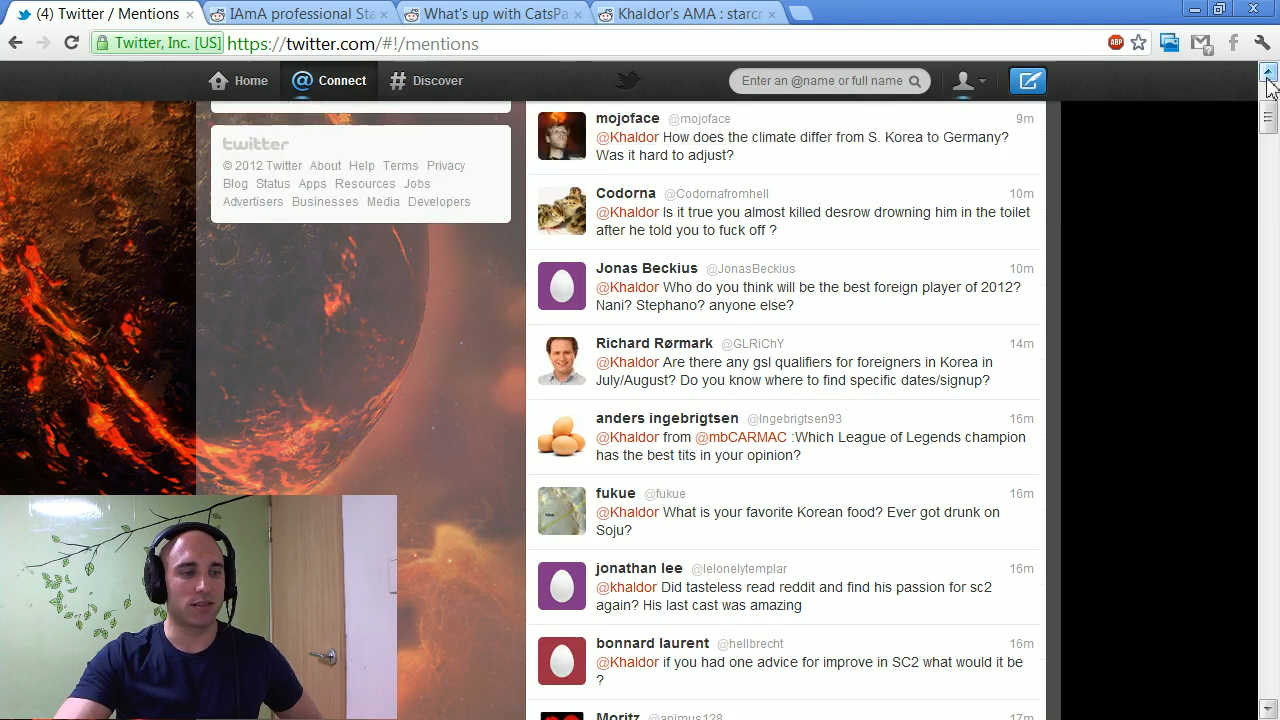 (4) Twitter / Mentions
IAmA professional Sta
What's up with CatsPa
Khaldor's AMA : starcr
Twitter, Inc. [US]
https://twitter.com/#!/mentions
ABP
Home
@ Connect
# Discover
Enter an @name or full name
twitter
© 2012 Twitter About Help Terms Privacy
Blog Status Apps Resources Jobs
Advertisers Businesses Media Developers
mojoface @mojoface 9m
@Khaldor How does the climate differ from S. Korea to Germany?
Was it hard to adjust?
Codorna @Codornafromhell 10m
@Khaldor Is it true you almost killed desrow drowning him in the toilet
after he told you to fuck off ?
Jonas Beckius @JonasBeckius 10m
@Khaldor Who do you think will be the best foreign player of 2012?
Nani? Stephano? anyone else?
Richard Rørmark @GLRiChY 14m
@Khaldor Are there any gsl qualifiers for foreigners in Korea in
July/August? Do you know where to find specific dates/signup?
anders ingebrigtsen @Ingebrigtsen93 16m
@Khaldor from @mbCARMAC :Which League of Legends champion
has the best tits in your opinion?
fukue @fukue 16m
@Khaldor What is your favorite Korean food? Ever got drunk on
Soju?
jonathan lee @lelonelytemplar 16m
@khaldor Did tasteless read reddit and find his passion for sc2
again? His last cast was amazing
bonnard laurent @hellbrecht 16m
@Khaldor if you had one advice for improve in SC2 what would it be
?
Moritz @animus128 17m